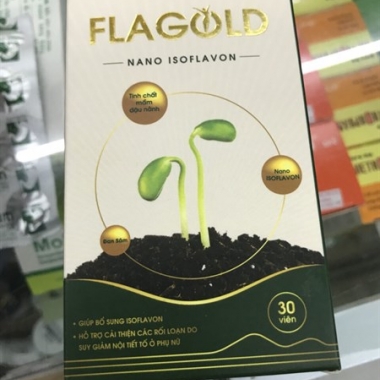 FLAGOLD
NANO ISOFLAVON
Tinh chất
mầm
đậu nành
Nano
ISOFLAVON
Đan Sâm
• GIÚP BỔ SUNG ISOFLAVON
• HỖ TRỢ CẢI THIỆN CÁC RỐI LOẠN DO
SUY GIẢM NỘI TIẾT TỐ Ở PHỤ NỮ
30
viên